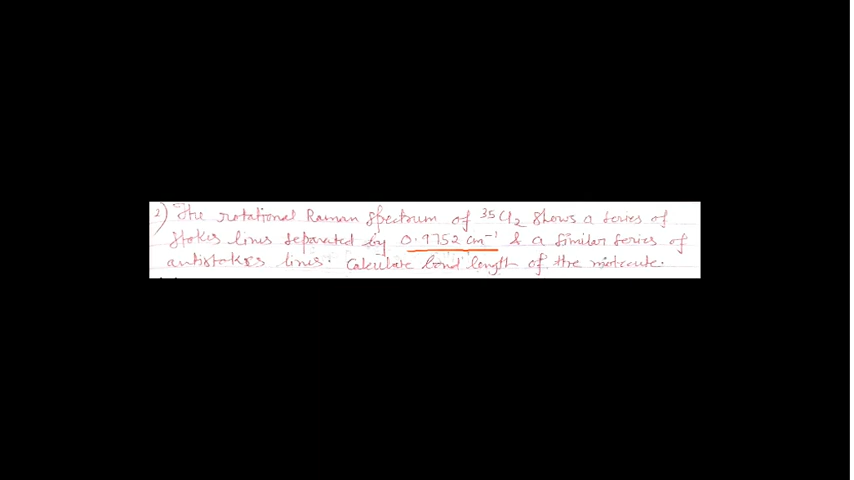 2) The rotational Raman spectrum of ³⁵Cl₂ shows a series of
stokes lines separated by 0.9752 cm⁻¹ & a similar series of
antistokes lines. Calculate bond length of the molecule.